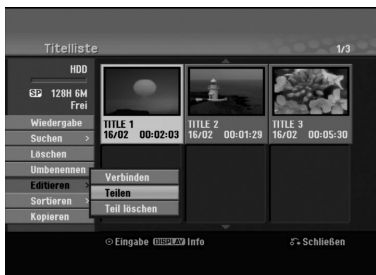 Titelliste
1/3
HDD
SP 128H 6M
Frei
Wiedergabe
Suchen >
Löschen
Umbenennen
Editieren >
Sortieren >
Kopieren
Verbinden
Teilen
Teil löschen
TITLE 1
16/02 00:02:03
TITLE 2
16/02 00:01:29
TITLE 3
16/02 00:05:30
Eingabe DISPLAY Info
Schließen